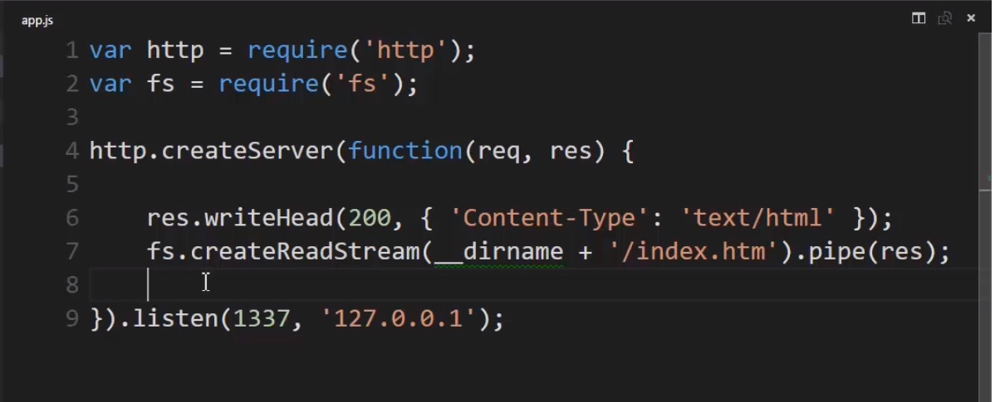 app.js
1 var http = require('http');
2 var fs = require('fs');
3
4 http.createServer(function(req, res) {
5
6     res.writeHead(200, { 'Content-Type': 'text/html' });
7     fs.createReadStream(__dirname + '/index.htm').pipe(res);
8
9 }).listen(1337, '127.0.0.1');